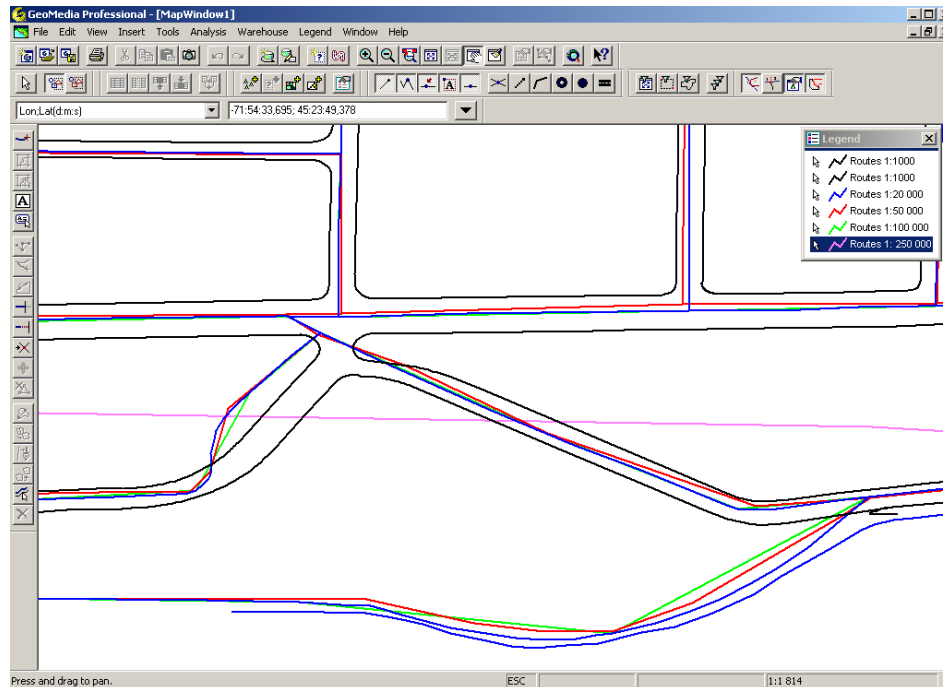 GeoMedia Professional - [MapWindow1]
File Edit View Insert Tools Analysis Warehouse Legend Window Help
Lon;Lat(d:m:s) -71:54:33,695; 45:23:49,378
Legend
Routes 1:1000
Routes 1:1000
Routes 1:20 000
Routes 1:50 000
Routes 1:100 000
Routes 1: 250 000
Press and drag to pan. ESC 1:1 814